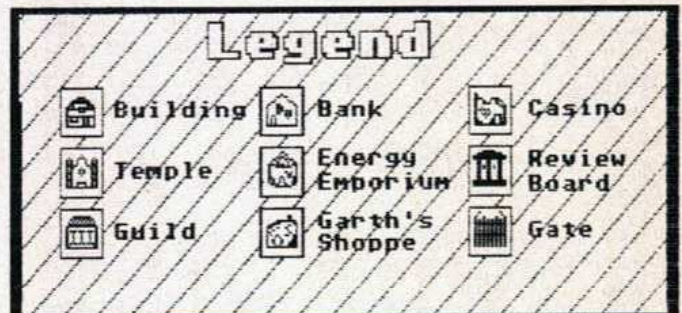 Legend
Building
Bank
Casino
Temple
Energy
Emporium
Review
Board
Guild
Garth's
Shoppe
Gate